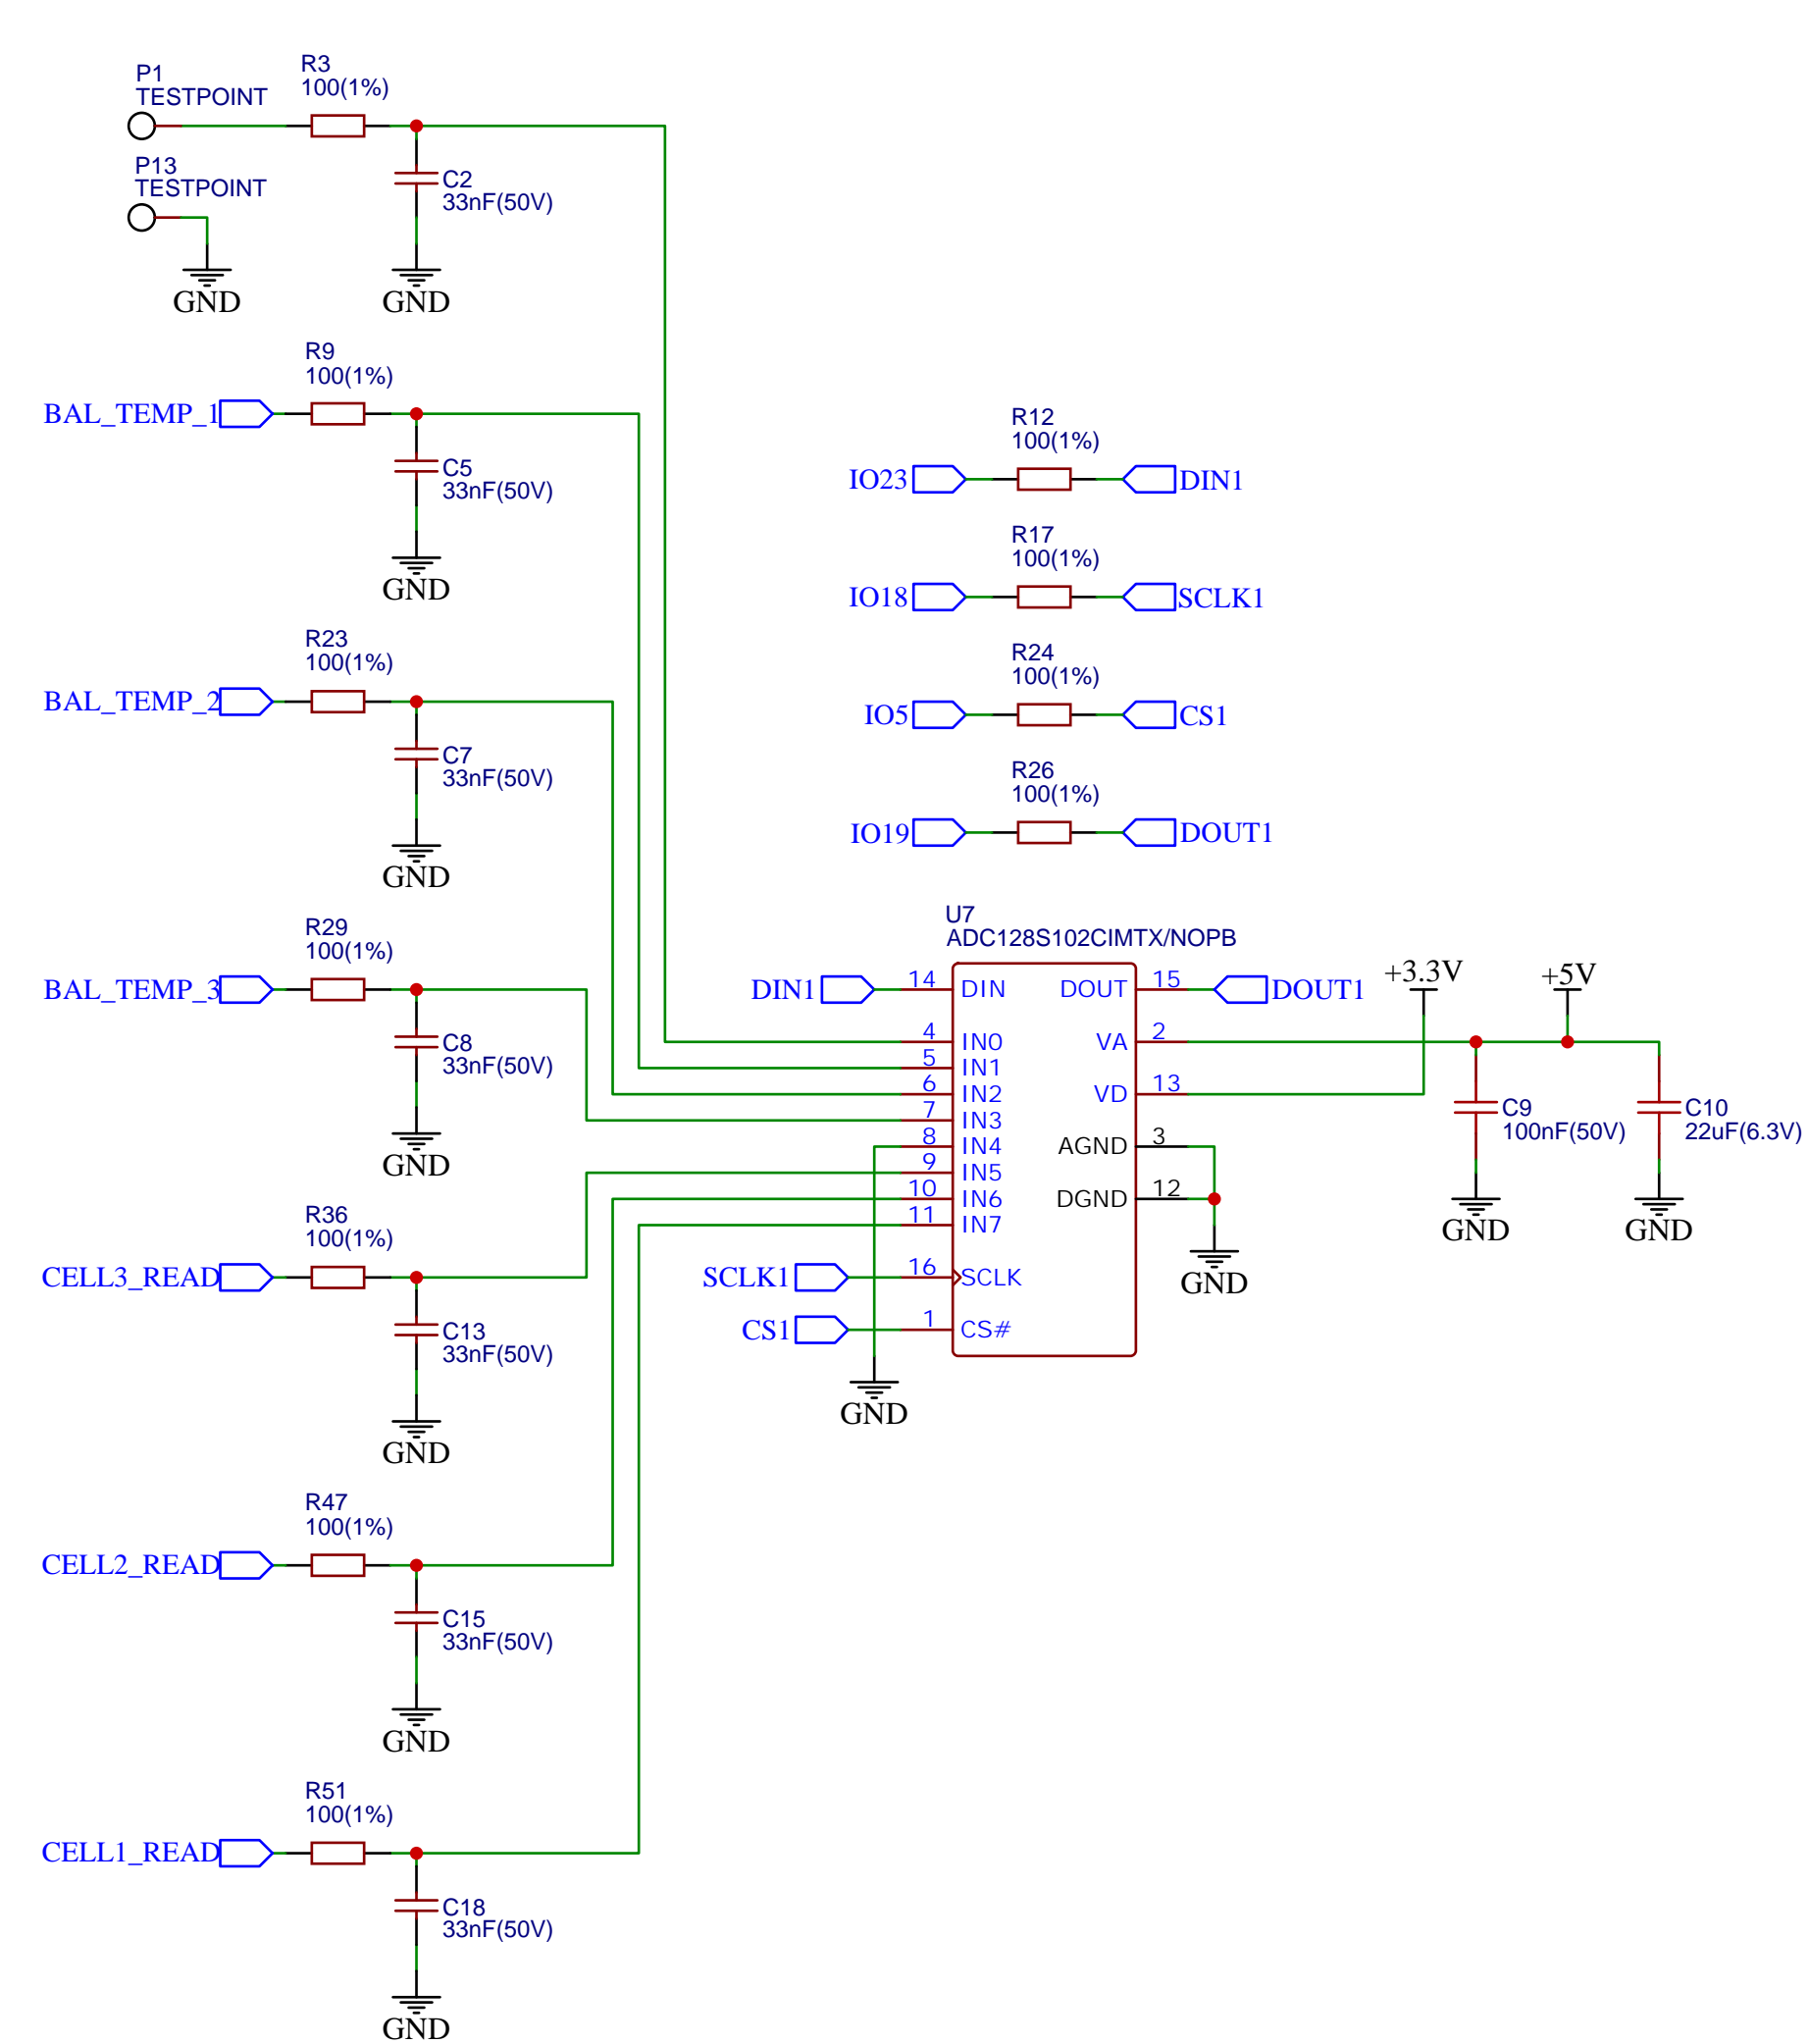 P1
TESTPOINT
R3
100(1%)
P13
TESTPOINT
C2
33nF(50V)
GND
GND
R9
100(1%)
BAL_TEMP_1
C5
33nF(50V)
GND
R12
100(1%)
IO23
DIN1
R17
100(1%)
IO18
SCLK1
R23
100(1%)
BAL_TEMP_2
C7
33nF(50V)
GND
R24
100(1%)
IO5
CS1
R26
100(1%)
IO19
DOUT1
R29
100(1%)
BAL_TEMP_3
C8
33nF(50V)
GND
U7
ADC128S102CIMTX/NOPB
DIN1
14
DIN
DOUT
15
DOUT1
+3.3V
+5V
4
IN0
VA
2
5
IN1
6
IN2
VD
13
7
IN3
8
IN4
AGND
3
9
IN5
10
IN6
DGND
12
11
IN7
SCLK1
16
SCLK
CS1
1
CS#
GND
GND
C9
100nF(50V)
GND
C10
22uF(6.3V)
GND
R36
100(1%)
CELL3_READ
C13
33nF(50V)
GND
R47
100(1%)
CELL2_READ
C15
33nF(50V)
GND
R51
100(1%)
CELL1_READ
C18
33nF(50V)
GND